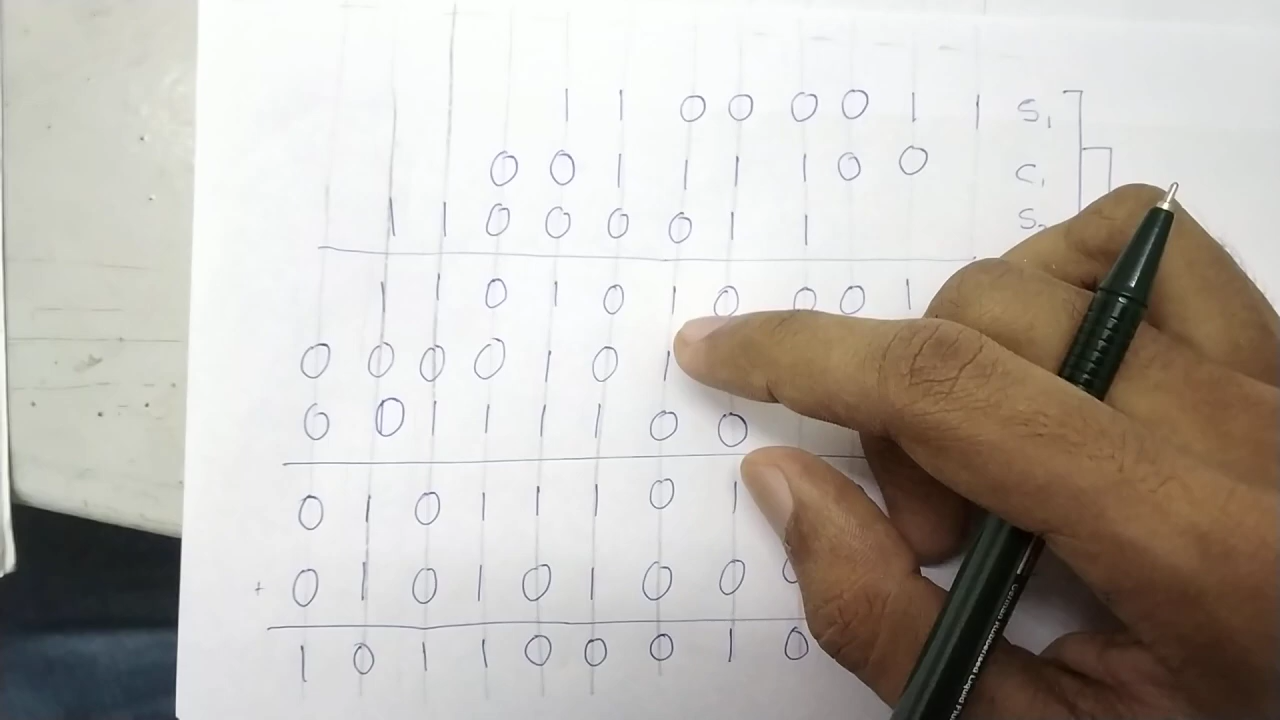 1 1 0 0 0 0 1 1 S1
0 0 1 1 1 1 0 0 C1
1 1 0 0 0 0 1 1 S2
1 1 0 1 0 1 0 0 0 1
0 0 0 0 1 0 1
0 0 1 1 1 1 0 0
0 1 0 1 1 1 0 1
+ 0 1 0 1 0 1 0 0 0
1 0 1 1 0 0 0 1 0